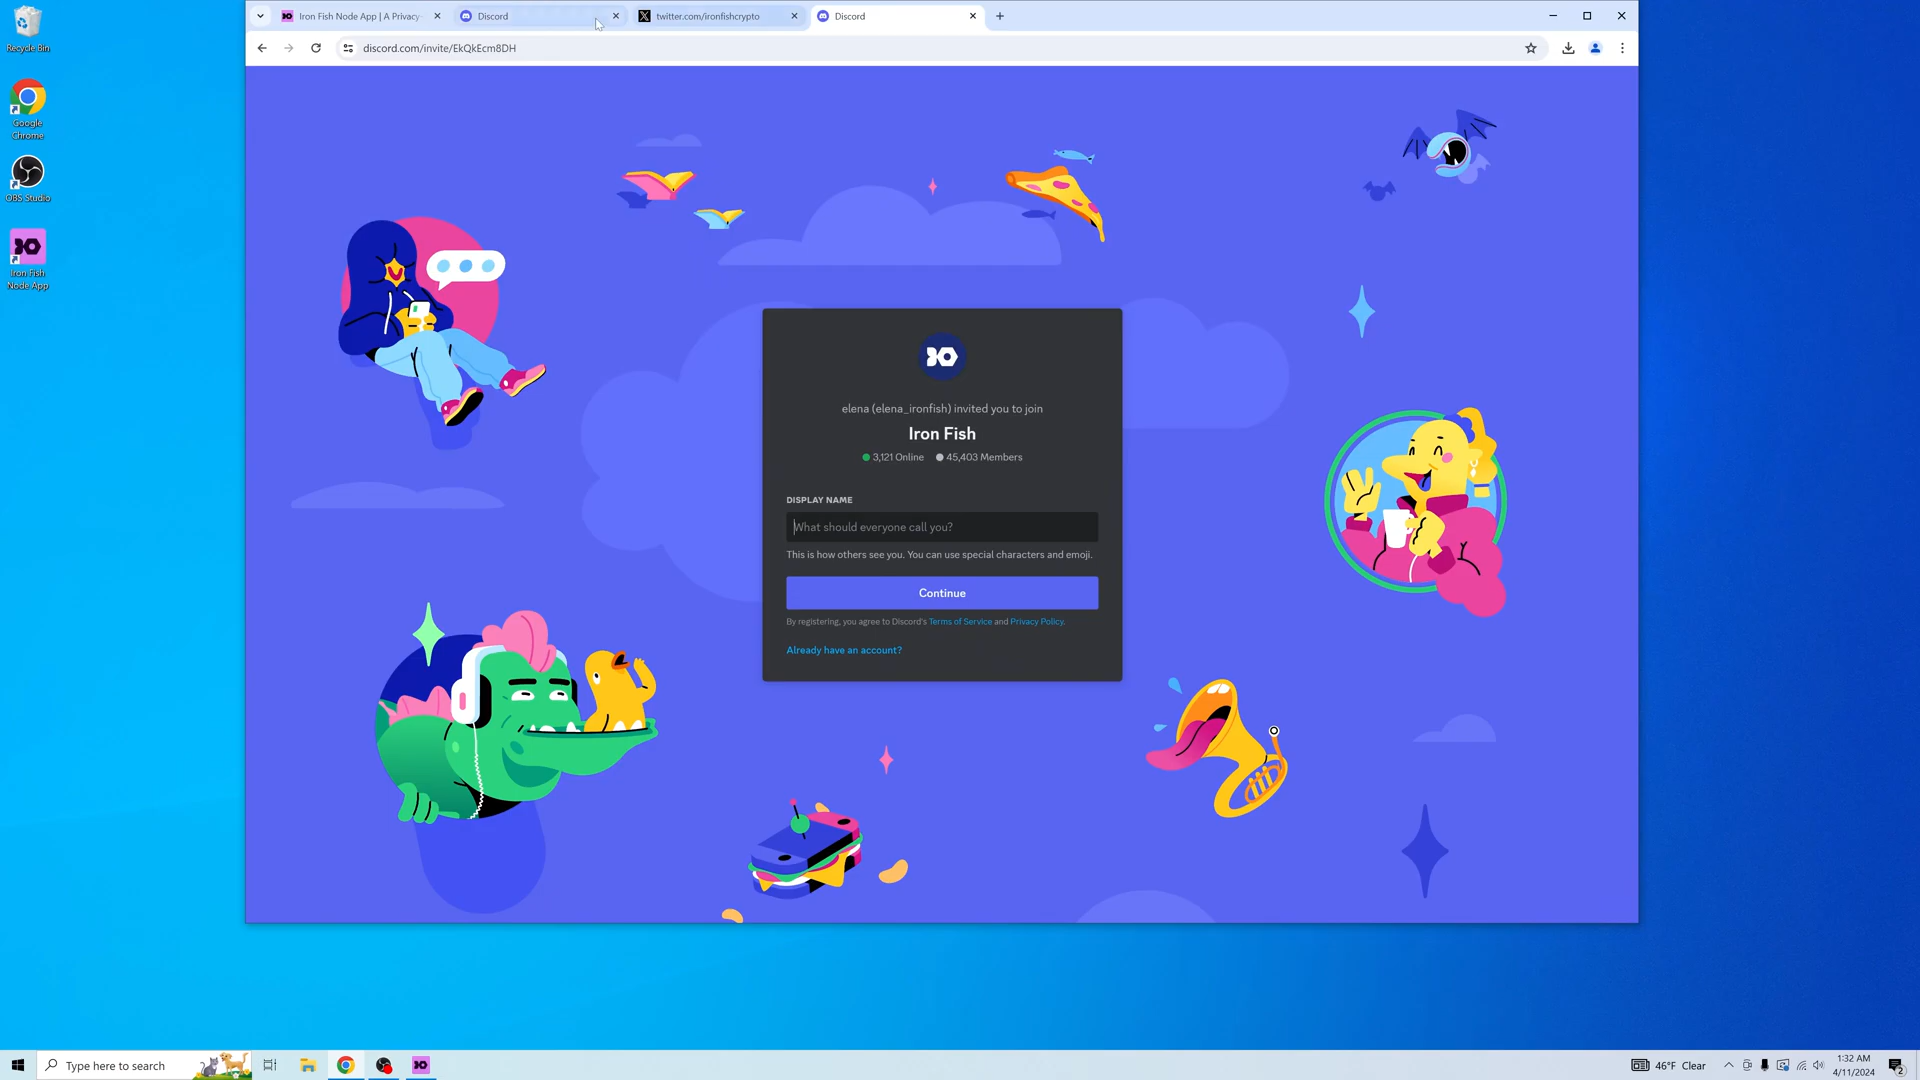 Iron Fish Node App | A Privacy-
Discord
twitter.com/ironfishcrypto
Discord
discord.com/invite/EkQkEcm8DH
Recycle Bin
Google
Chrome
OBS Studio
Iron Fish
Node App
elena (elena_ironfish) invited you to join
Iron Fish
3,121 Online
45,403 Members
DISPLAY NAME
What should everyone call you?
This is how others see you. You can use special characters and emoji.
Continue
By registering, you agree to Discord's Terms of Service and Privacy Policy.
Already have an account?
Type here to search
46°F Clear
1:32 AM
4/11/2024
2